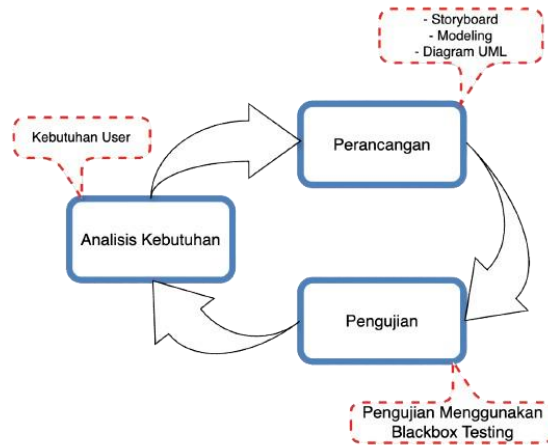 - Storyboard
- Modeling
- Diagram UML
Kebutuhan User
Perancangan
Analisis Kebutuhan
Pengujian
Pengujian Menggunakan
Blackbox Testing